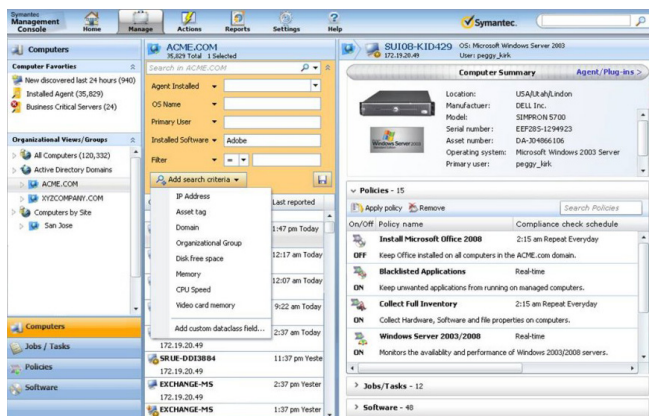 Symantec
Management
Console
Home
Manage
Actions
Reports
Settings
Help
Symantec.
Computers
Computer Favorties
New discovered last 24 hours (940)
Installed Agent (35,829)
Business Critical Servers (24)
Organizational Views/Groups
All Computers (120,332)
Active Directory Domains
ACME.COM
XYZCOMPANY.COM
Computers by Site
San Jose
Computers
Jobs / Tasks
Policies
Software
ACME.COM
35,829 Total 1 Selected
Search in ACME.COM
Agent Installed
OS Name
Primary User
Installed Software
Adobe
Filter
=
Add search criteria
IP Address
Asset tag
Domain
Organizational Group
Disk free space
Memory
CPU Speed
Video card memory
Add custom dataclass field...
Last reported
1:47 pm Today
12:17 am Today
12:07 am Today
9:22 am Today
2:37 am Today
172.19.20.49
SRUE-DDI3884
11:37 pm Yeste
172.19.20.49
EXCHANGE-MS
2:37 pm Yester
172.19.20.49
EXCHANGE-MS
1:37 pm Yester
SUI08-KID429
OS: Microsoft Windows Server 2003
172.19.20.49
User: peggy_kirk
Computer Summary
Agent/Plug-ins >
Windows Server 2003
Location: USA/Utah/Lindon
Manufactuer: DELL Inc.
Model: SIMPRON 5700
Serial number: EEF285-1294923
Asset number: DA-J04866106
Operating system: Microsoft Windows 2003 Server
Primary user: peggy_kirk
Policies - 15
Apply policy
Remove
Search Policies
On/Off
Policy name
Compliance check schedule
Install Microsoft Office 2008
2:15 am Repeat Everyday
OFF
Keep Office installed on all computers in the ACME.com domain.
Blacklisted Applications
Real-time
ON
Keep unwanted applications from running on managed computers.
Collect Full Inventory
2:15 am Repeat Everyday
ON
Collect Hardware, Software and file properties on computers.
Windows Server 2003/2008
Real-time
ON
Monitors the availablity and performance of Windows 2003/2008 servers.
Jobs/Tasks - 12
Software - 48